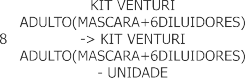 KIT VENTURI
ADULTO(MASCARA+6DILUIDORES)
8 -> KIT VENTURI
ADULTO(MASCARA+6DILUIDORES)
- UNIDADE